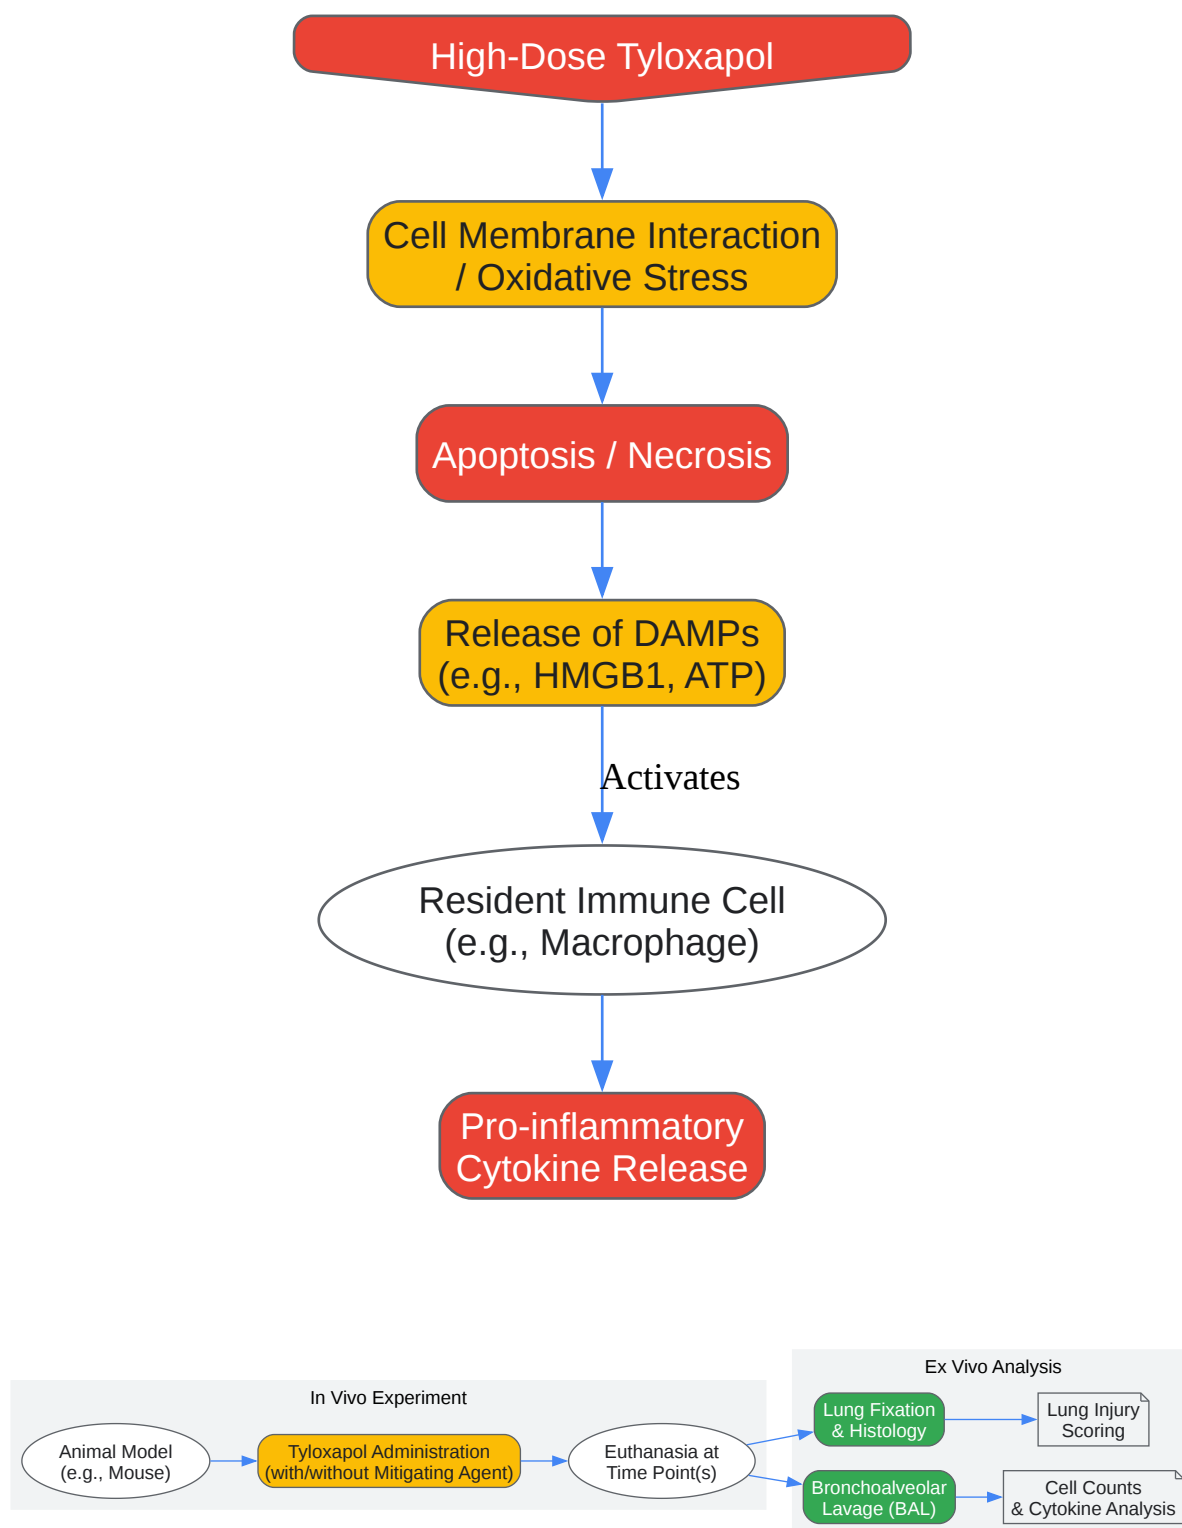 High-Dose Tyloxapol
Cell Membrane Interaction
/ Oxidative Stress
Apoptosis / Necrosis
Release of DAMPs
(e.g., HMGB1, ATP)
Activates
Resident Immune Cell
(e.g., Macrophage)
Pro-inflammatory
Cytokine Release
In Vivo Experiment
Animal Model
(e.g., Mouse)
Tyloxapol Administration
(with/without Mitigating Agent)
Euthanasia at
Time Point(s)
Ex Vivo Analysis
Lung Fixation
& Histology
Lung Injury
Scoring
Bronchoalveolar
Lavage (BAL)
Cell Counts
& Cytokine Analysis